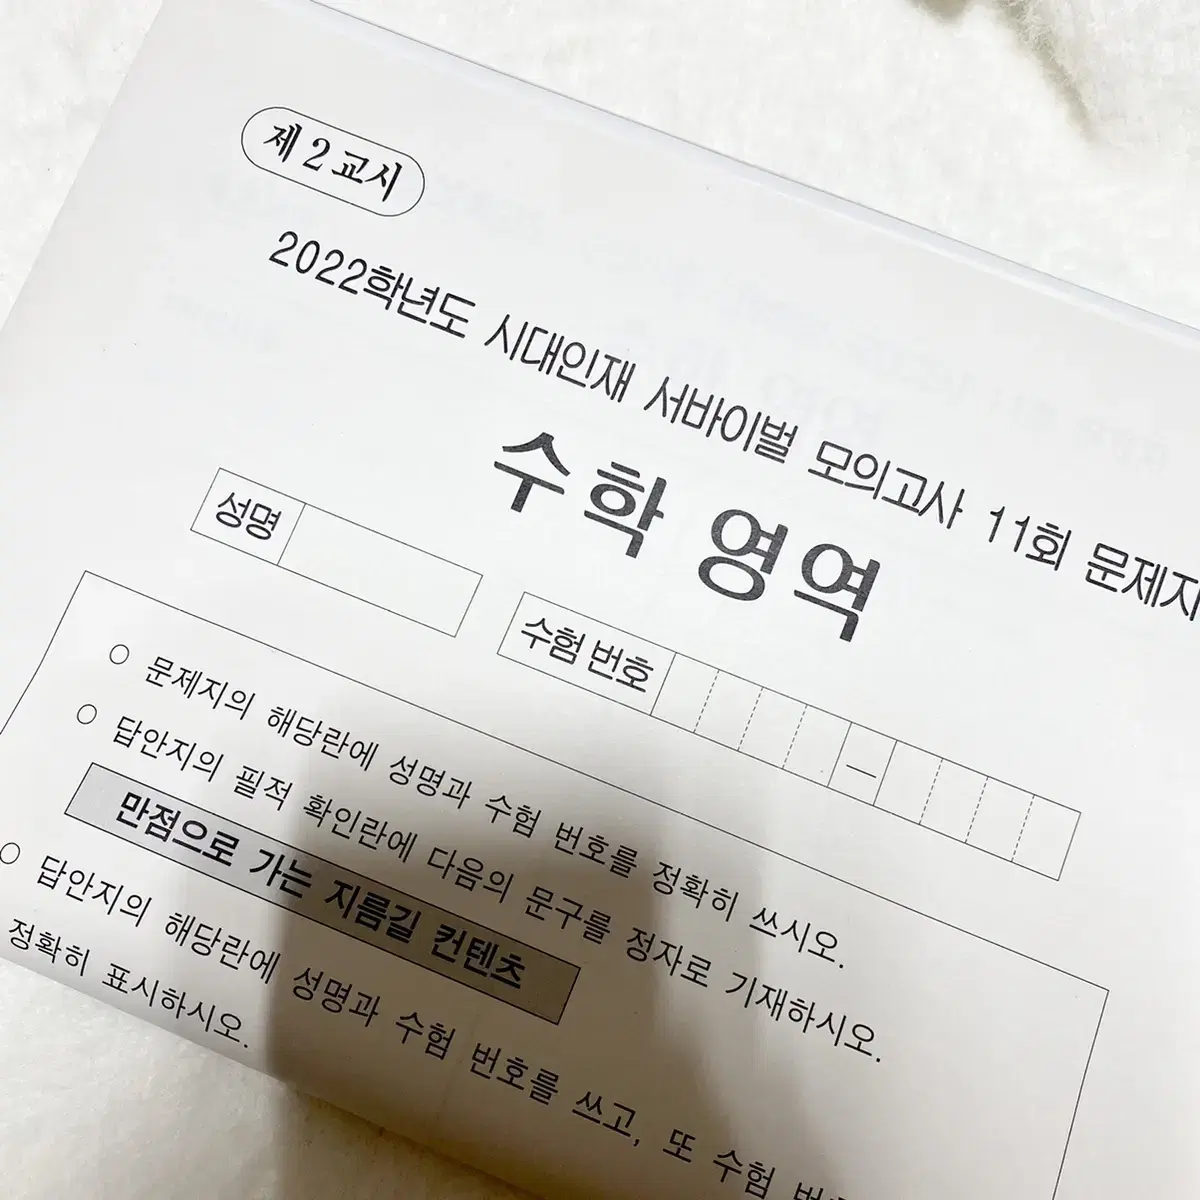 제 2 교시
2022학년도 시대인재 서바이벌 모의고사 11회 문제지
수학 영역
성명
수험 번호
–
○ 문제지의 해당란에 성명과 수험 번호를 정확히 쓰시오.
○ 답안지의 필적 확인란에 다음의 문구를 정자로 기재하시오.
만점으로 가는 지름길 컨텐츠
○ 답안지의 해당란에 성명과 수험 번호를 쓰고, 또 수험
정확히 표시하시오.